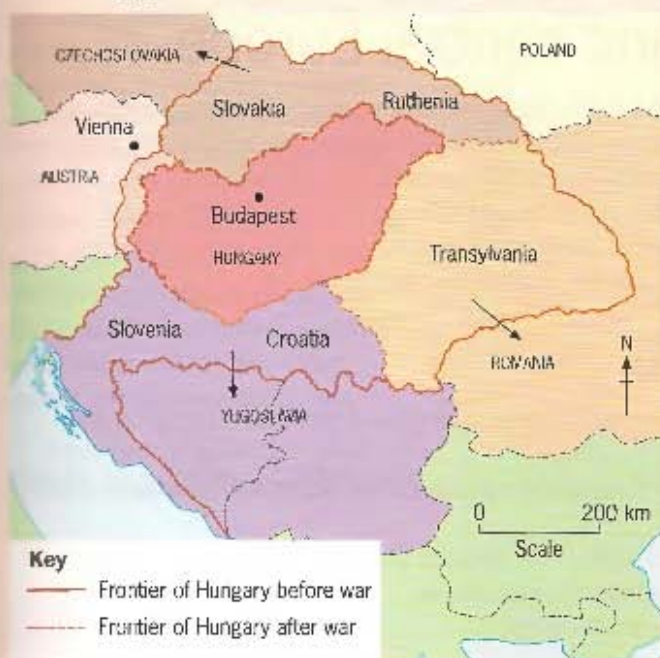 CZECHOSLOVAKIA
POLAND
Slovakia
Ruthenia
Vienna
AUSTRIA
Budapest
HUNGARY
Transylvania
Slovenia
Croatia
ROMANIA
N
YUGOSLAVIA
0 200 km
Scale
Key
Frontier of Hungary before war
Frontier of Hungary after war